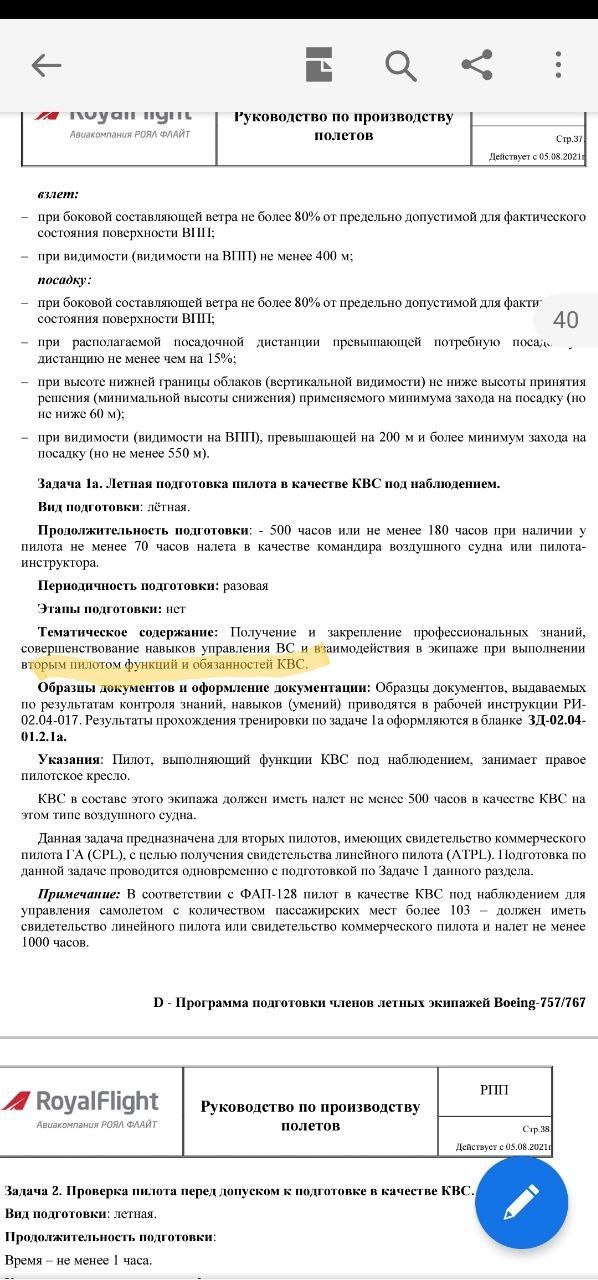 RoyalFlight
Руководство по производству
Авиакомпания РОЯЛ ФЛАЙТ
полетов
Стр.37
Действует с 05.08.2021г
взлет:
– при боковой составляющей ветра не более 80% от предельно допустимой для фактического
состояния поверхности ВПП;
– при видимости (видимости на ВПП) не менее 400 м;
посадку:
– при боковой составляющей ветра не более 80% от предельно допустимой для
состояния поверхности ВПП;
40
– при располагаемой посадочной дистанции превышающей потребную
дистанцию не менее чем на 15%;
– при высоте нижней границы облаков (вертикальной видимости) не ниже высоты принятия
решения (минимальной высоты снижения) применяемого минимума захода на посадку (но
не ниже 60 м);
– при видимости (видимости на ВПП), превышающей на 200 м и более минимум захода на
посадку (но не менее 550 м).
Задача 1а. Летная подготовка пилота в качестве КВС под наблюдением.
Вид подготовки: лётная.
Продолжительность подготовки: - 500 часов или не менее 180 часов при наличии у
пилота не менее 70 часов налета в качестве командира воздушного судна или пилота-
инструктора.
Периодичность подготовки: разовая
Этапы подготовки: нет
Тематическое содержание: Получение и закрепление профессиональных знаний,
совершенствование навыков управления ВС и взаимодействия в экипаже при выполнении
вторым пилотом функций и обязанностей КВС.
Образцы документов и оформление документации: Образцы документов, выдаваемых
по результатам контроля знаний, навыков (умений) приводятся в рабочей инструкции РИ-
02.04-017. Результаты прохождения тренировки по задаче 1а оформляются в бланке ЗД-02.04-
01.2.1а.
Указания: Пилот, выполняющий функции КВС под наблюдением, занимает правое
пилотское кресло.
КВС в составе этого экипажа должен иметь налет не менее 500 часов в качестве КВС на
этом типе воздушного судна.
Данная задача предназначена для вторых пилотов, имеющих свидетельство коммерческого
пилота ГА (CPL), с целью получения свидетельства линейного пилота (ATPL). Подготовка по
данной задаче проводится одновременно с подготовкой по Задаче 1 данного раздела.
Примечание: В соответствии с ФАП-128 пилот в качестве КВС под наблюдением для
управления самолетом с количеством пассажирских мест более 103 – должен иметь
свидетельство линейного пилота или свидетельство коммерческого пилота и налет не менее
1000 часов.
D - Программа подготовки членов летных экипажей Boeing-757/767
RoyalFlight
Авиакомпания РОЯЛ ФЛАЙТ
Руководство по производству
полетов
РПП
Стр.38
Действует с 05.08.2021г
Задача 2. Проверка пилота перед допуском к подготовке в качестве КВС.
Вид подготовки: летная.
Продолжительность подготовки:
Время – не менее 1 часа.